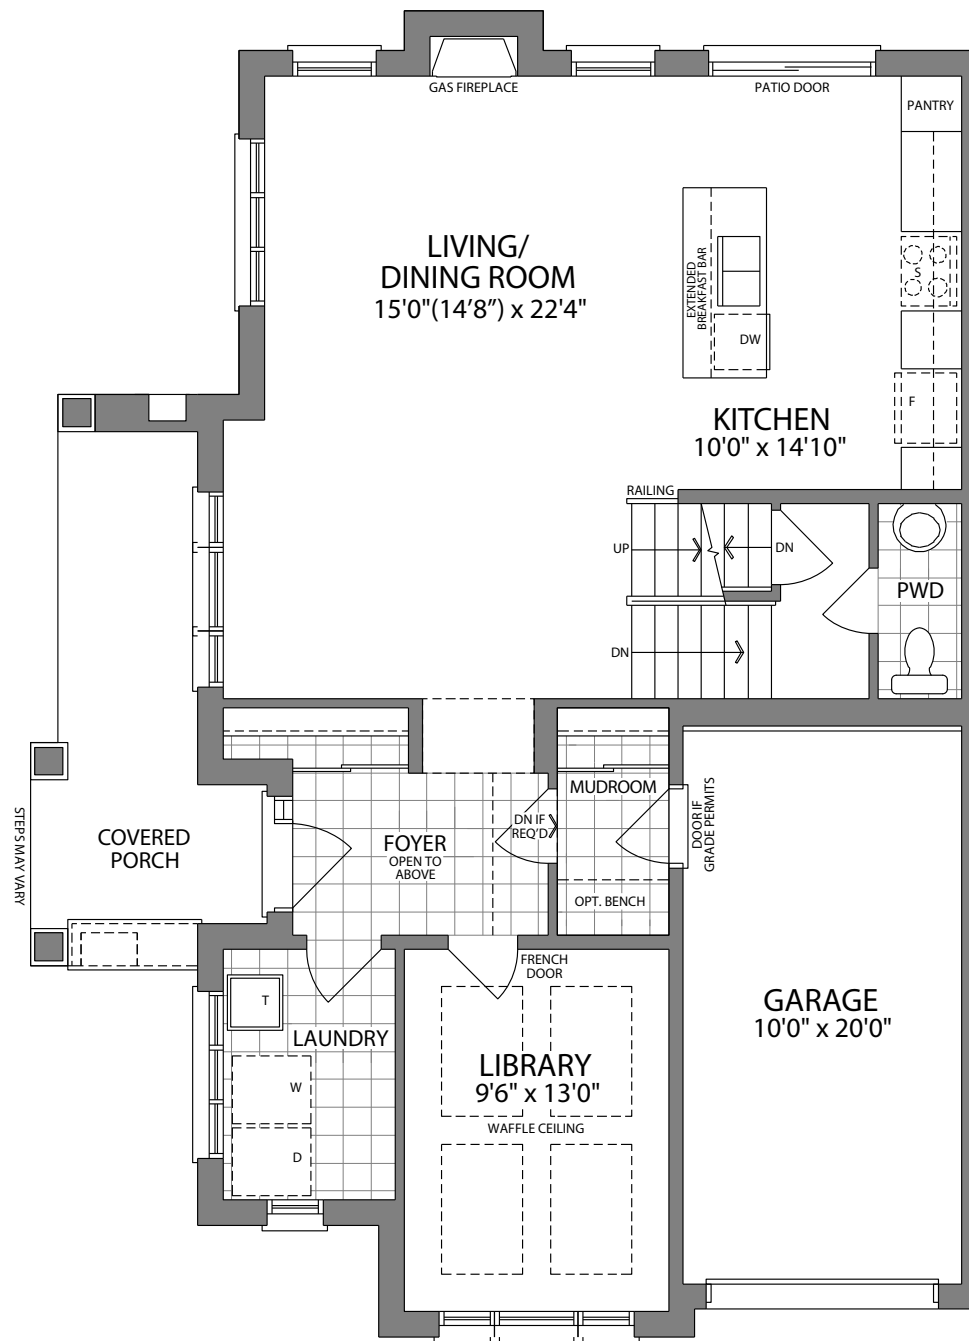 GAS FIREPLACE
PATIO DOOR
PANTRY
LIVING/
DINING ROOM
15'0"(14'8") x 22'4"
EXTENDED
BREAKFAST BAR
S
DW
F
KITCHEN
10'0" x 14'10"
RAILING
UP
DN
PWD
DN
MUDROOM
DN IF
REQ'D
DOOR IF
GRADE PERMITS
STEPS MAY VARY
COVERED
PORCH
FOYER
OPEN TO
ABOVE
OPT. BENCH
FRENCH
DOOR
T
LAUNDRY
GARAGE
10'0" x 20'0"
LIBRARY
9'6" x 13'0"
W
WAFFLE CEILING
D